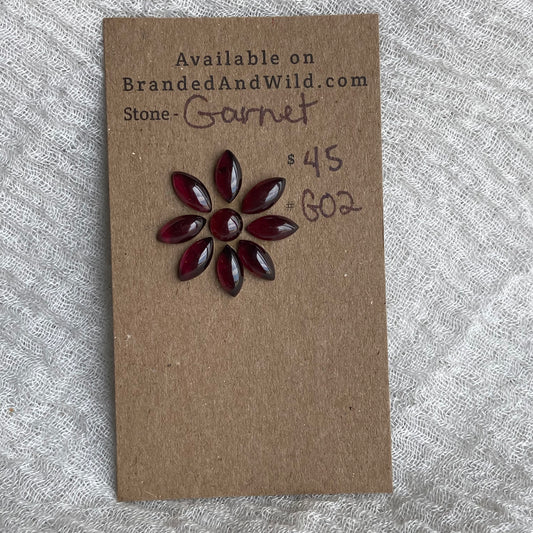 Available on
BrandedAndWild.com
Stone - Garnet
$ 45
# G02